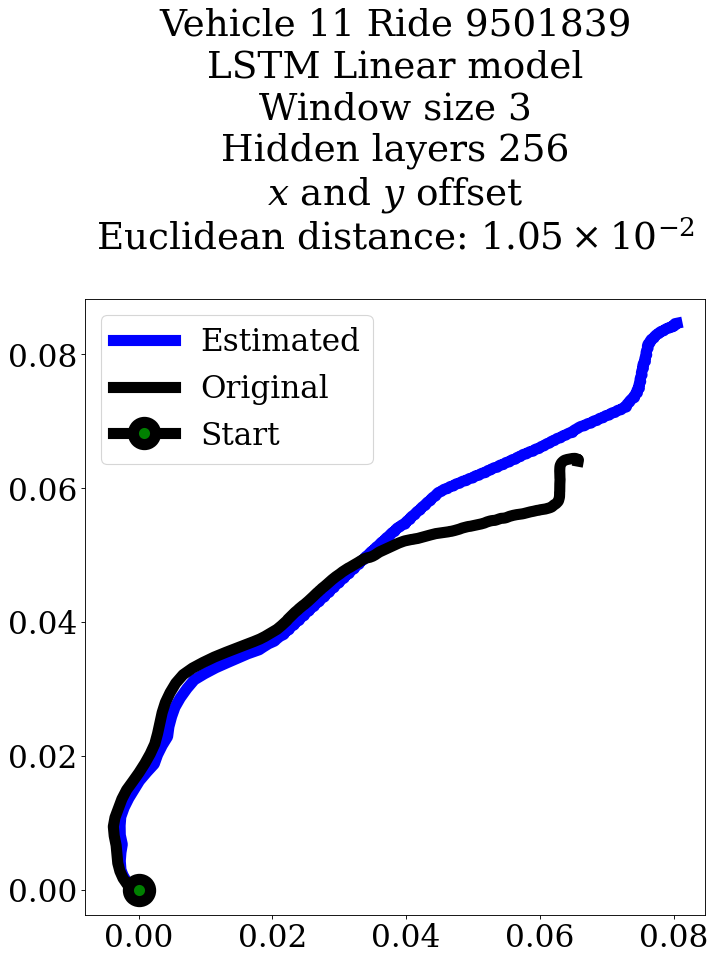 Vehicle 11 Ride 9501839
LSTM Linear model
Window size 3
Hidden layers 256
x and y offset
Euclidean distance: 1.05 × 10⁻²
Estimated
Original
Start
0.08
0.06
0.04
0.02
0.00
0.00 0.02 0.04 0.06 0.08